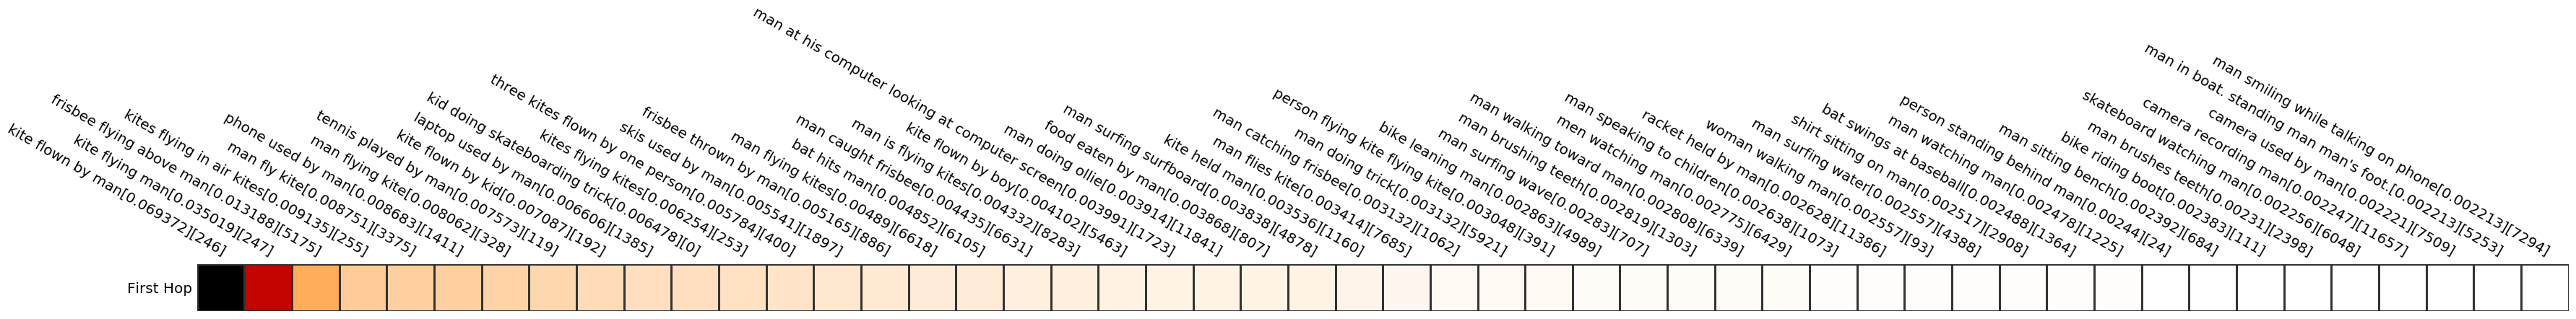 kite flown by man[0.069372][246]
kite flying man[0.035019][247]
frisbee flying above man[0.013188][5175]
kites flying in air kites[0.009135][255]
man fly kite[0.008751][3375]
phone used by man[0.008683][1411]
man flying kite[0.008062][328]
tennis played by man[0.007573][119]
kite flown by kid[0.007087][192]
laptop used by man[0.006606][1385]
kid doing skateboarding trick[0.006478][0]
kites flying kites[0.006254][253]
three kites flown by one person[0.005784][400]
skis used by man[0.005541][1897]
frisbee thrown by man[0.005165][886]
man flying kites[0.00489][6618]
bat hits man[0.004852][6105]
man caught frisbee[0.004435][6631]
man is flying kites[0.004332][8283]
kite flown by boy[0.004102][5463]
man at his computer looking at computer screen[0.003991][1723]
man doing ollie[0.003914][11841]
food eaten by man[0.003868][807]
man surfing surfboard[0.003838][4878]
kite held man[0.003536][1160]
man flies kite[0.003414][7685]
man catching frisbee[0.003132][1062]
man doing trick[0.003132][5921]
person flying kite flying kite[0.003048][391]
bike leaning man[0.002863][4989]
man surfing wave[0.00283][707]
man brushing teeth[0.002819][1303]
man walking toward man[0.002808][6339]
men watching man[0.002775][6429]
man speaking to children[0.002638][1073]
racket held by man[0.002628][11386]
woman walking man[0.002557][93]
man surfing water[0.002557][4388]
shirt sitting on man[0.002517][2908]
bat swings at baseball[0.002488][1364]
man watching man[0.002478][1225]
person standing behind man[0.00244][24]
man sitting bench[0.002392][684]
bike riding boot[0.002383][111]
man brushes teeth[0.00231][2398]
skateboard watching man[0.002256][6048]
camera recording man[0.002247][11657]
camera used by man[0.002221][7509]
man in boat. standing man man's foot.[0.002213][5253]
man smiling while talking on phone[0.002213][7294]
First Hop